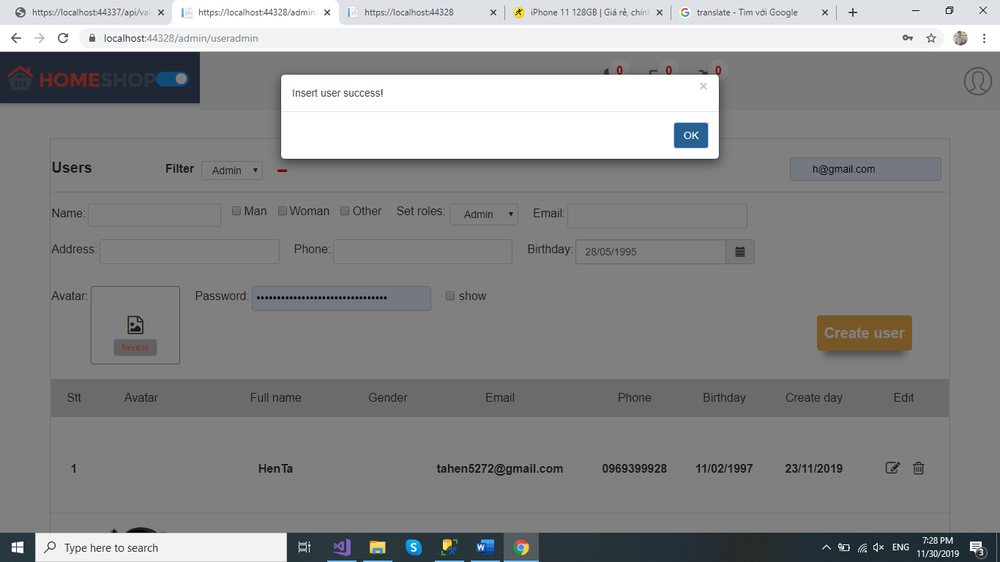 https://localhost:44337/api/val
https://localhost:44328/admin/
https://localhost:44328
iPhone 11 128GB | Giá rẻ, chính
translate - Tìm với Google
localhost:44328/admin/useradmin
HOMESHOP
0 0 0
Insert user success!
×
OK
Users Filter Admin h@gmail.com
Name: Man Woman Other Set roles: Admin Email:
Address: Phone: Birthday: 28/05/1995
Avatar: browse Password: •••••••••••••••••••••••••••••••• show
Create user
Stt Avatar Full name Gender Email Phone Birthday Create day Edit
1 HenTa tahen5272@gmail.com 0969399928 11/02/1997 23/11/2019
Type here to search
ENG
7:28 PM
11/30/2019
3